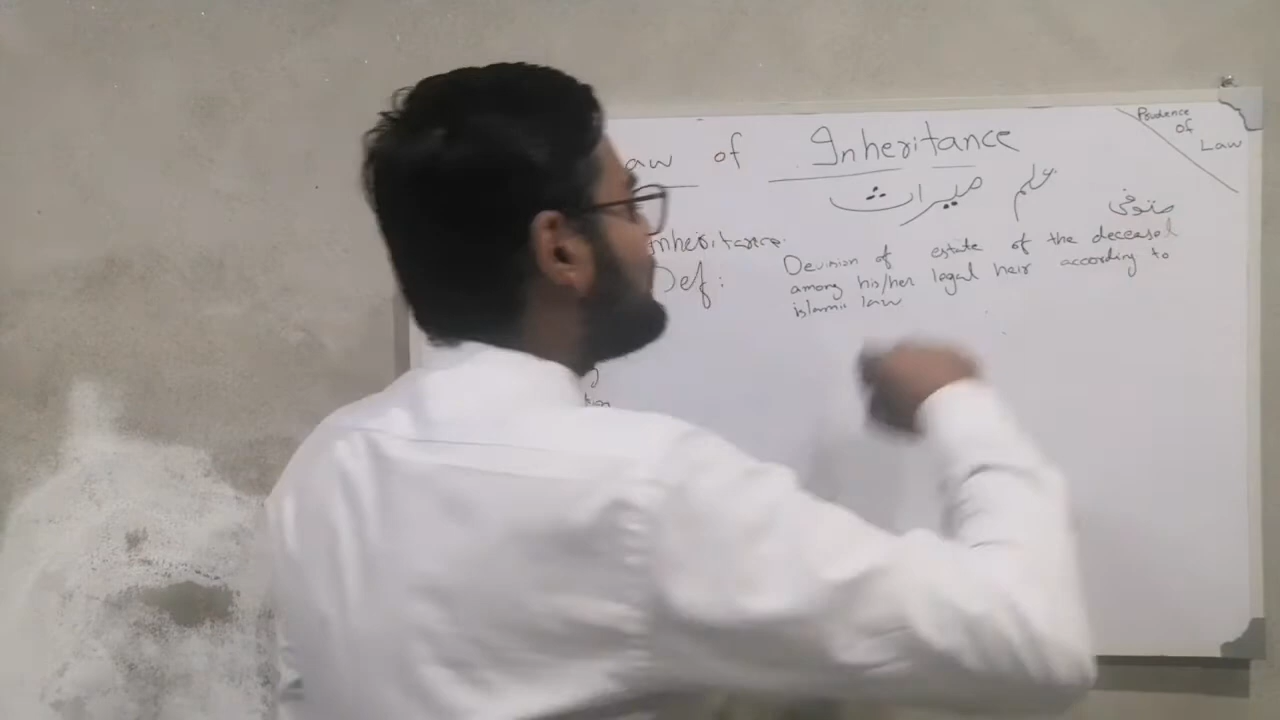 aw of Inheritance
علم میراث
Prudence
of
Law
متوفی
nheritance
Def:
Devision of estate of the deceased
among his/her legal heir according to
islamic law